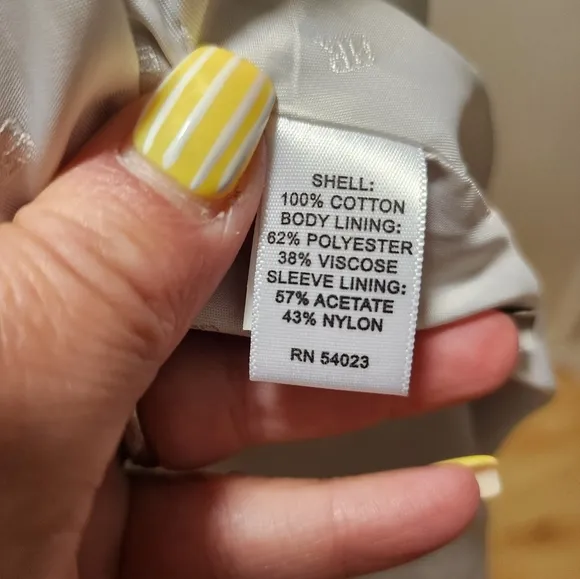 SHELL:
100% COTTON
BODY LINING:
62% POLYESTER
38% VISCOSE
SLEEVE LINING:
57% ACETATE
43% NYLON
RN 54023